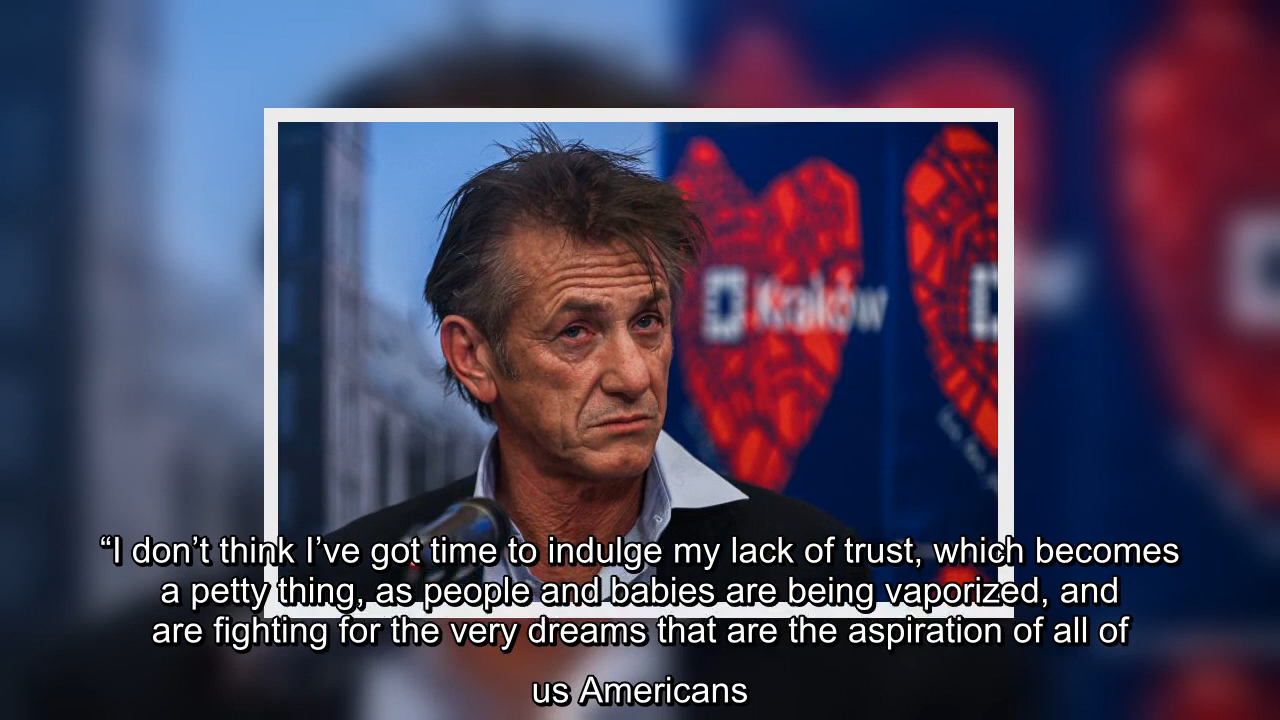 Kraków
“I don’t think I’ve got time to indulge my lack of trust, which becomes
a petty thing, as people and babies are being vaporized, and
are fighting for the very dreams that are the aspiration of all of
us Americans